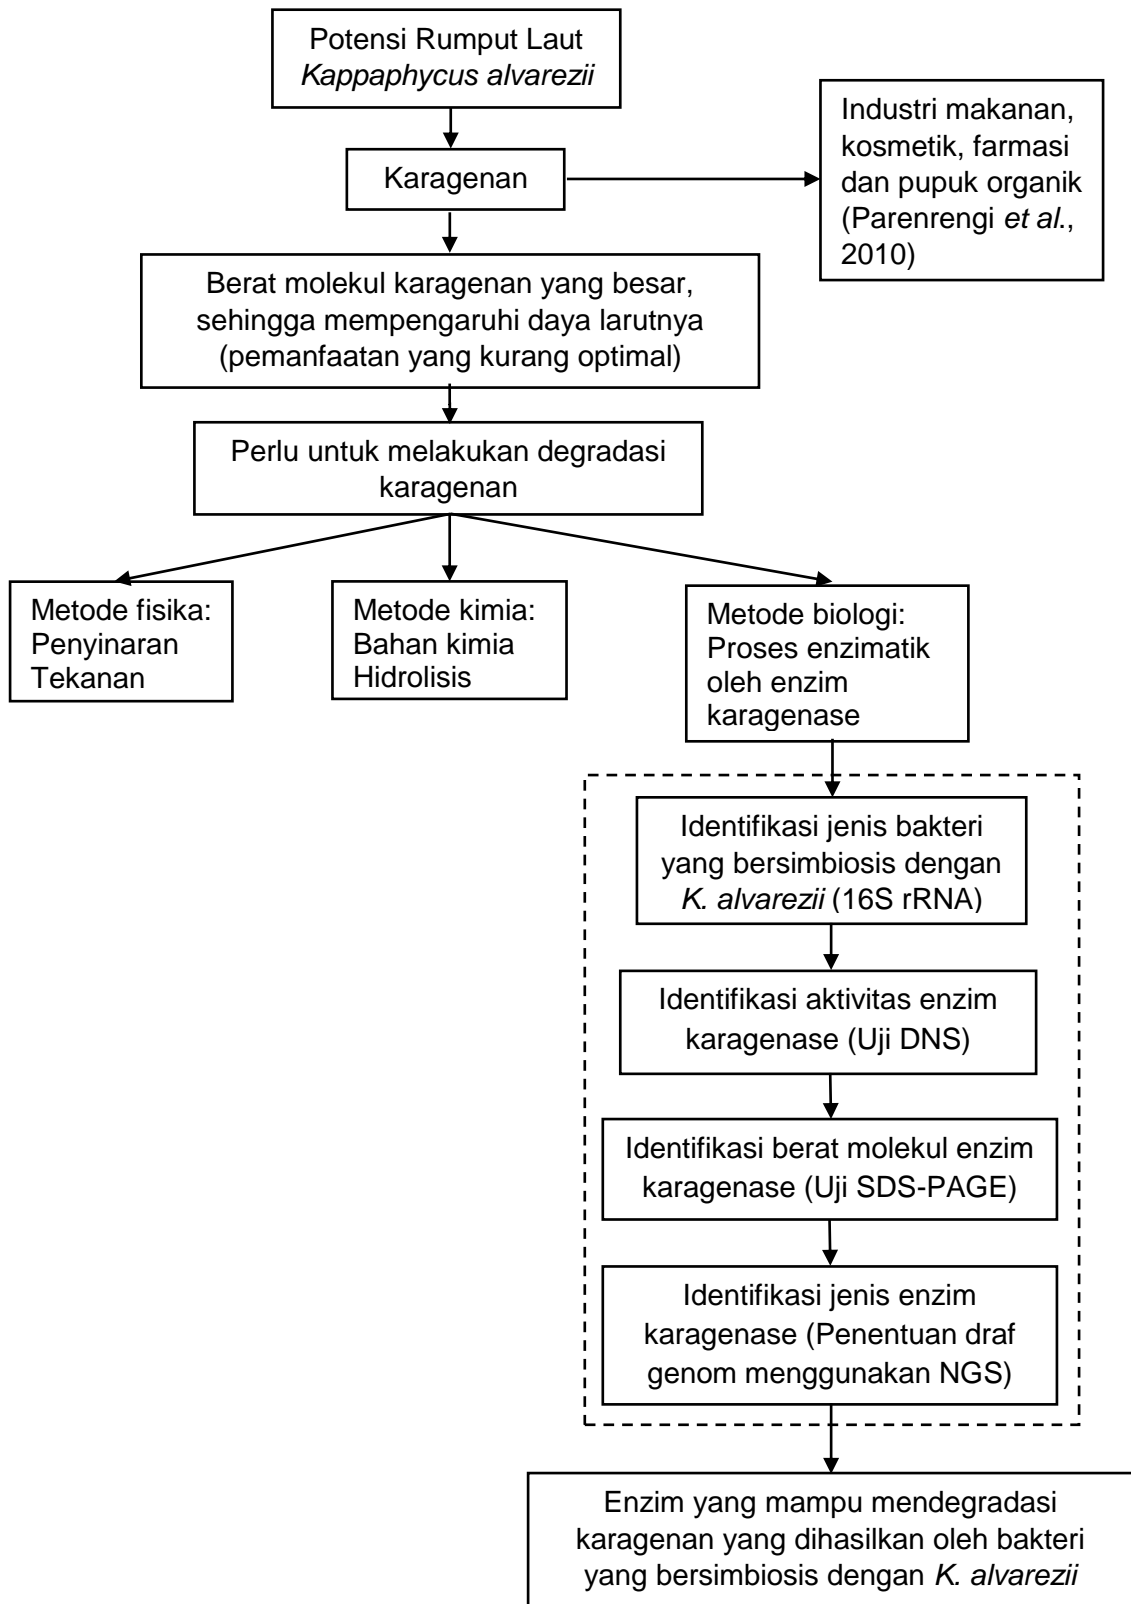 Potensi Rumput Laut
Kappaphycus alvarezii
Industri makanan,
kosmetik, farmasi
dan pupuk organik
(Parenrengi et al.,
2010)
Karagenan
Berat molekul karagenan yang besar,
sehingga mempengaruhi daya larutnya
(pemanfaatan yang kurang optimal)
Perlu untuk melakukan degradasi
karagenan
Metode fisika:
Penyinaran
Tekanan
Metode kimia:
Bahan kimia
Hidrolisis
Metode biologi:
Proses enzimatik
oleh enzim
karagenase
Identifikasi jenis bakteri
yang bersimbiosis dengan
K. alvarezii (16S rRNA)
Identifikasi aktivitas enzim
karagenase (Uji DNS)
Identifikasi berat molekul enzim
karagenase (Uji SDS-PAGE)
Identifikasi jenis enzim
karagenase (Penentuan draf
genom menggunakan NGS)
Enzim yang mampu mendegradasi
karagenan yang dihasilkan oleh bakteri
yang bersimbiosis dengan K. alvarezii